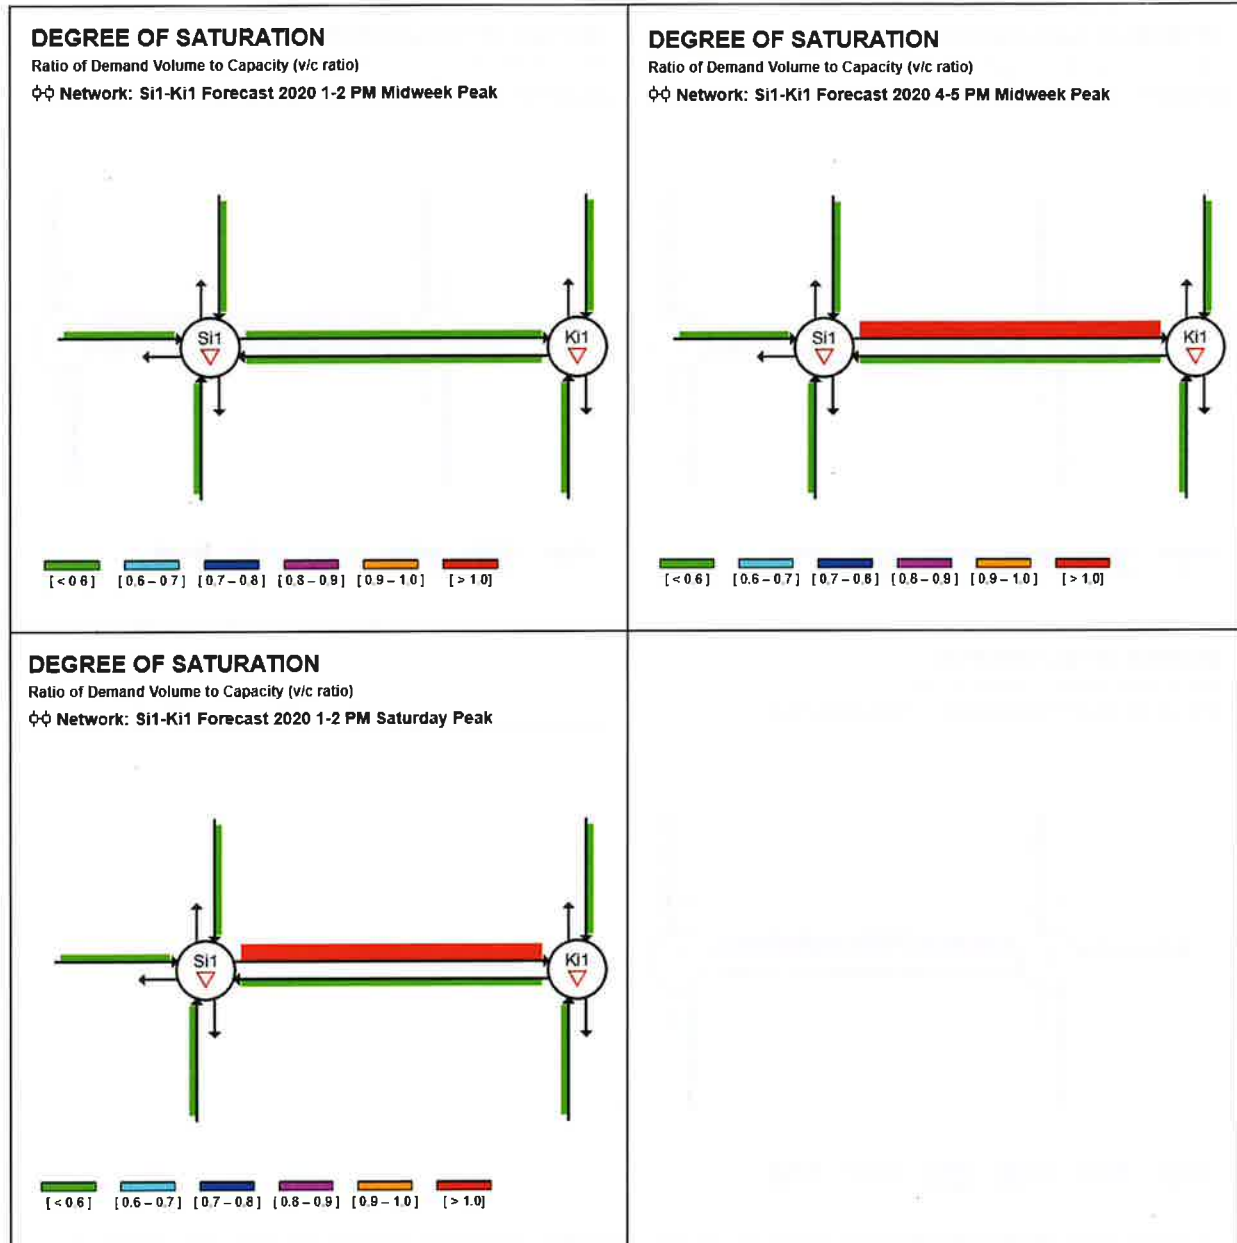 DEGREE OF SATURATION
Ratio of Demand Volume to Capacity (v/c ratio)
Network: Si1-Ki1 Forecast 2020 1-2 PM Midweek Peak
Si1
Ki1
[ < 0.6 ] [ 0.6 – 0.7 ] [ 0.7 – 0.8 ] [ 0.8 – 0.9 ] [ 0.9 – 1.0 ] [ > 1.0 ]
DEGREE OF SATURATION
Ratio of Demand Volume to Capacity (v/c ratio)
Network: Si1-Ki1 Forecast 2020 4-5 PM Midweek Peak
Si1
Ki1
[ < 0.6 ] [ 0.6 – 0.7 ] [ 0.7 – 0.8 ] [ 0.8 – 0.9 ] [ 0.9 – 1.0 ] [ > 1.0 ]
DEGREE OF SATURATION
Ratio of Demand Volume to Capacity (v/c ratio)
Network: Si1-Ki1 Forecast 2020 1-2 PM Saturday Peak
Si1
Ki1
[ < 0.6 ] [ 0.6 – 0.7 ] [ 0.7 – 0.8 ] [ 0.8 – 0.9 ] [ 0.9 – 1.0 ] [ > 1.0 ]